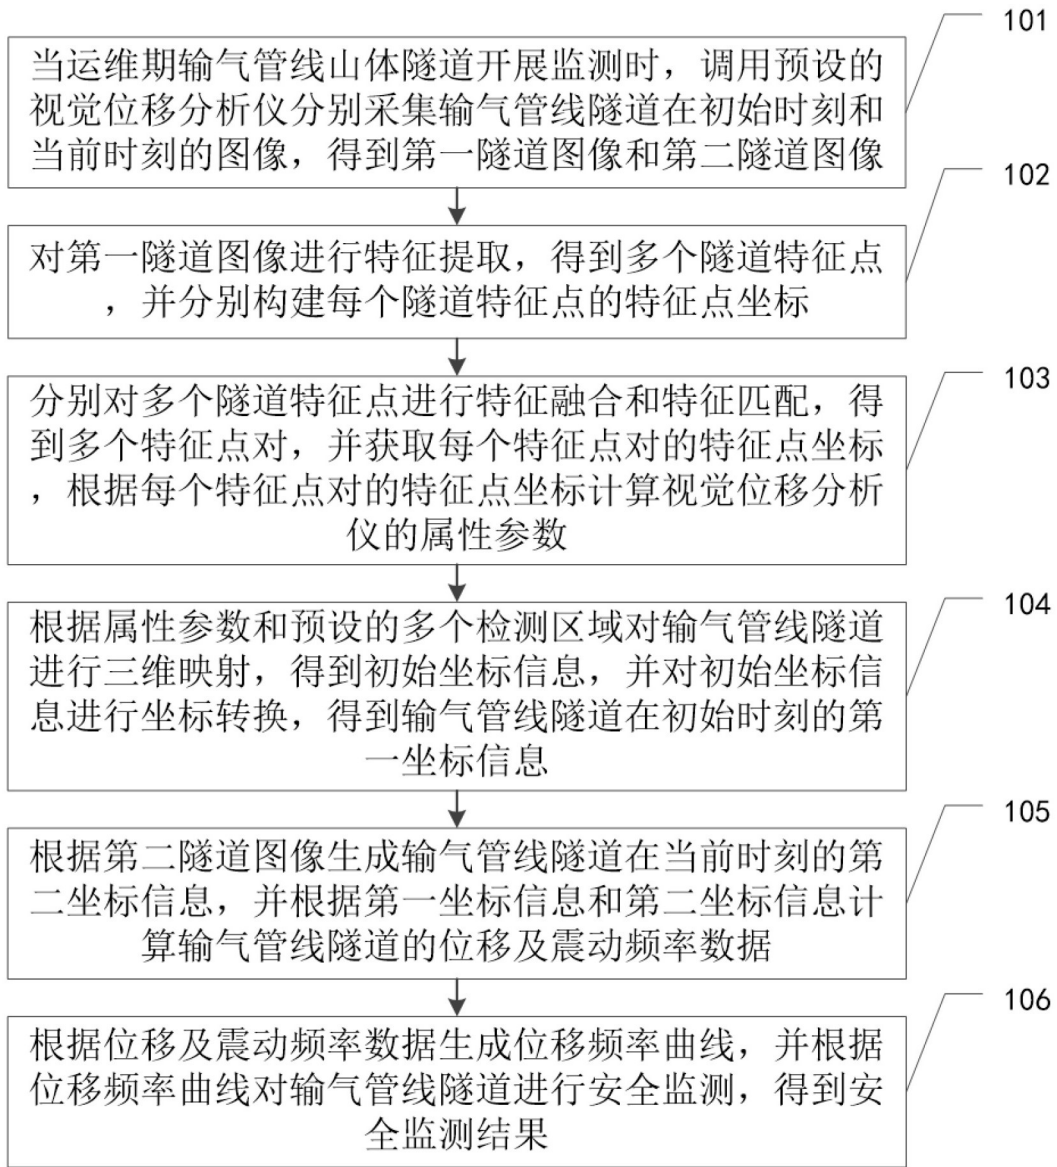 101
当运维期输气管线山体隧道开展监测时，调用预设的
视觉位移分析仪分别采集输气管线隧道在初始时刻和
当前时刻的图像，得到第一隧道图像和第二隧道图像
102
对第一隧道图像进行特征提取，得到多个隧道特征点
，并分别构建每个隧道特征点的特征点坐标
103
分别对多个隧道特征点进行特征融合和特征匹配，得
到多个特征点对，并获取每个特征点对的特征点坐标
，根据每个特征点对的特征点坐标计算视觉位移分析
仪的属性参数
104
根据属性参数和预设的多个检测区域对输气管线隧道
进行三维映射，得到初始坐标信息，并对初始坐标信
息进行坐标转换，得到输气管线隧道在初始时刻的第
一坐标信息
105
根据第二隧道图像生成输气管线隧道在当前时刻的第
二坐标信息，并根据第一坐标信息和第二坐标信息计
算输气管线隧道的位移及震动频率数据
106
根据位移及震动频率数据生成位移频率曲线，并根据
位移频率曲线对输气管线隧道进行安全监测，得到安
全监测结果